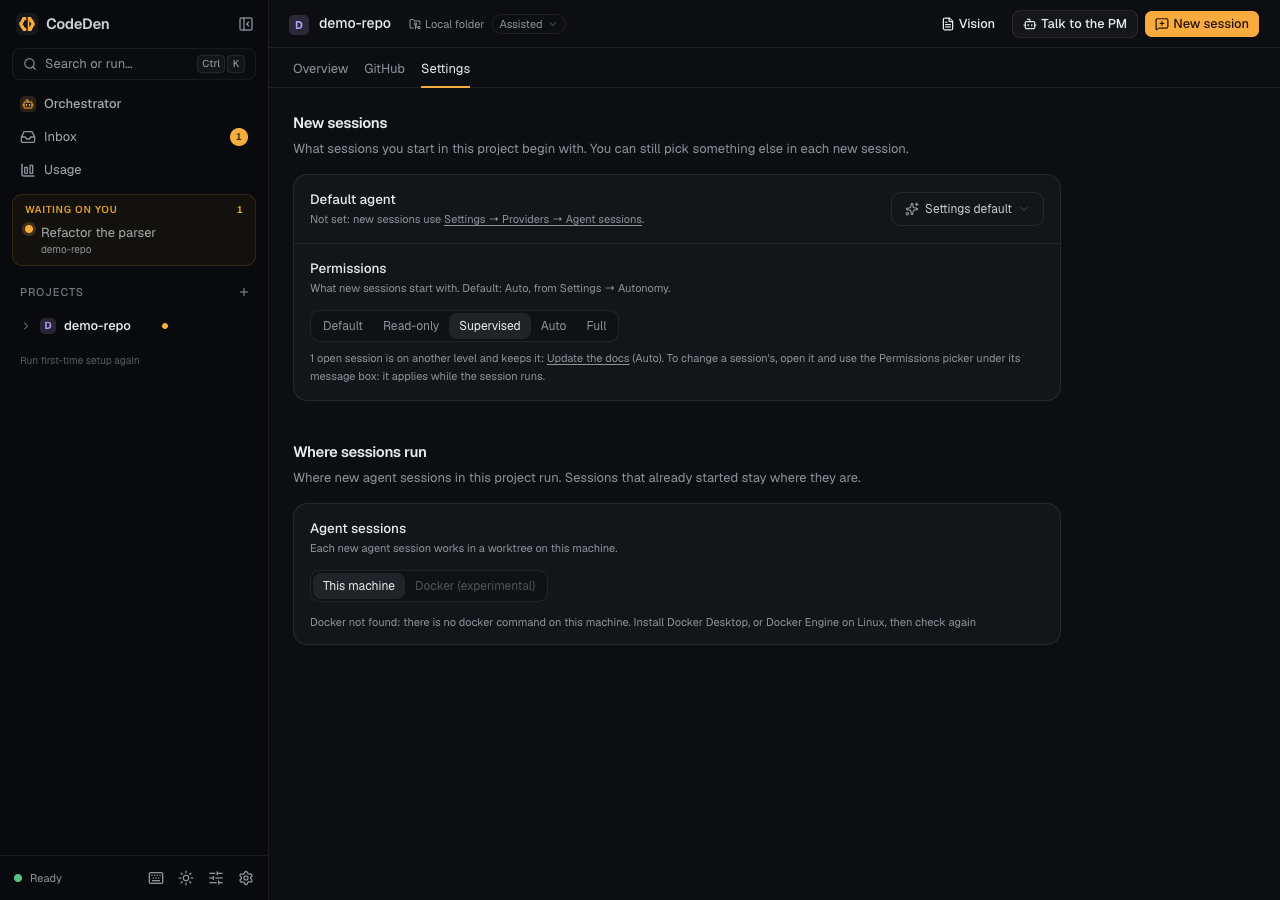 CodeDen
Search or run... Ctrl K
Orchestrator
Inbox 1
Usage
WAITING ON YOU 1
Refactor the parser
demo-repo
PROJECTS
D demo-repo
Run first-time setup again
Ready
D demo-repo Local folder Assisted
Vision Talk to the PM New session
Overview GitHub Settings
New sessions
What sessions you start in this project begin with. You can still pick something else in each new session.
Default agent
Not set: new sessions use Settings → Providers → Agent sessions.
Settings default
Permissions
What new sessions start with. Default: Auto, from Settings → Autonomy.
Default Read-only Supervised Auto Full
1 open session is on another level and keeps it: Update the docs (Auto). To change a session's, open it and use the Permissions picker under its
message box: it applies while the session runs.
Where sessions run
Where new agent sessions in this project run. Sessions that already started stay where they are.
Agent sessions
Each new agent session works in a worktree on this machine.
This machine Docker (experimental)
Docker not found: there is no docker command on this machine. Install Docker Desktop, or Docker Engine on Linux, then check again